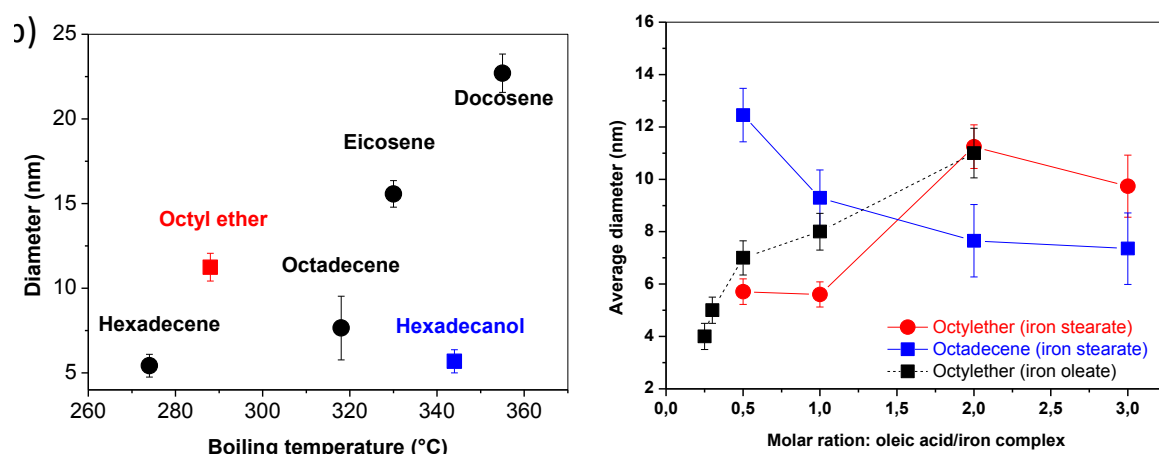 b)
25
20
15
10
5
Diameter (nm)
Docosene
Eicosene
Octyl ether
Octadecene
Hexadecene
Hexadecanol
260 280 300 320 340 360
Boiling temperature (°C)
16
14
12
10
8
6
4
2
Average diameter (nm)
Octylether (iron stearate)
Octadecene (iron stearate)
Octylether (iron oleate)
0,0 0,5 1,0 1,5 2,0 2,5 3,0
Molar ration: oleic acid/iron complex